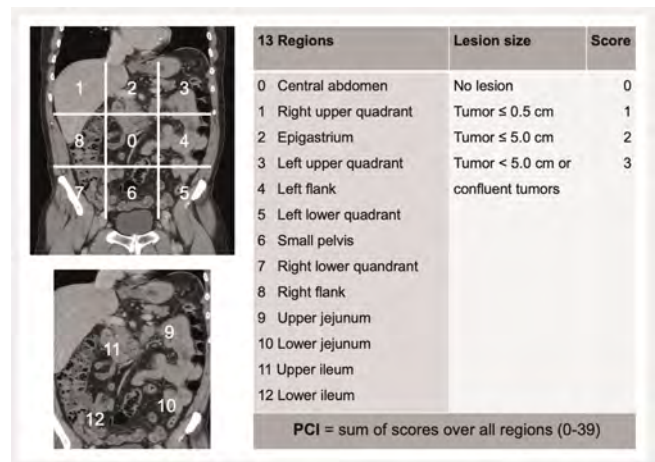 1 2 3
8 0 4
7 6 5
9
11
12 10
13 Regions Lesion size Score
0 Central abdomen No lesion 0
1 Right upper quadrant Tumor ≤ 0.5 cm 1
2 Epigastrium Tumor ≤ 5.0 cm 2
3 Left upper quadrant Tumor < 5.0 cm or 3
4 Left flank confluent tumors
5 Left lower quadrant
6 Small pelvis
7 Right lower quandrant
8 Right flank
9 Upper jejunum
10 Lower jejunum
11 Upper ileum
12 Lower ileum
PCI = sum of scores over all regions (0-39)